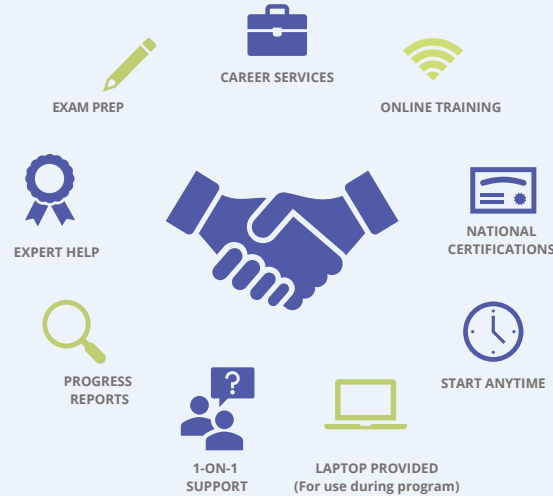 CAREER SERVICES
EXAM PREP
ONLINE TRAINING
NATIONAL
CERTIFICATIONS
EXPERT HELP
START ANYTIME
PROGRESS
REPORTS
?
1-ON-1
SUPPORT
LAPTOP PROVIDED
(For use during program)